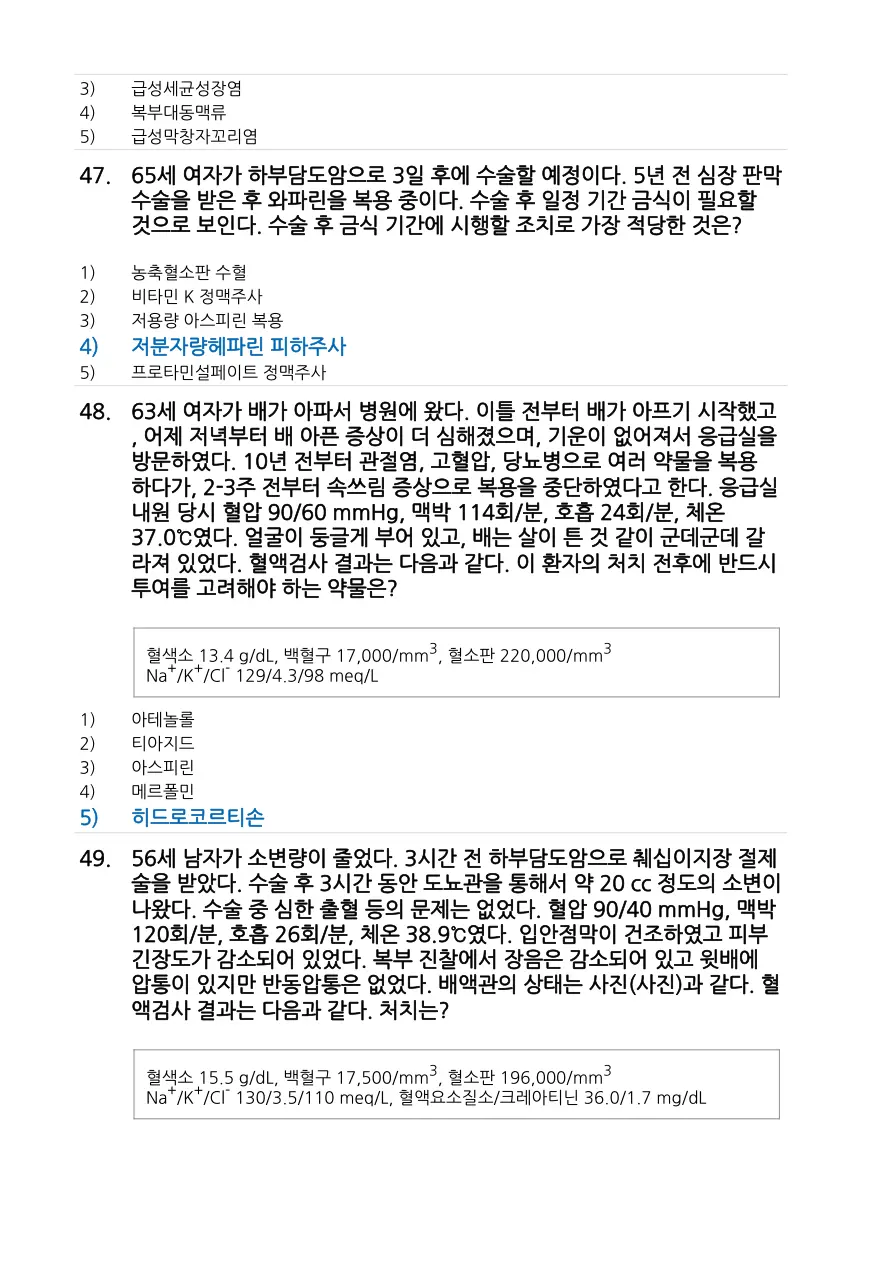 3) 급성세균성장염
4) 복부대동맥류
5) 급성막창자꼬리염
47. 65세 여자가 하부담도암으로 3일 후에 수술할 예정이다. 5년 전 심장 판막
수술을 받은 후 와파린을 복용 중이다. 수술 후 일정 기간 금식이 필요할
것으로 보인다. 수술 후 금식 기간에 시행할 조치로 가장 적당한 것은?
1) 농축혈소판 수혈
2) 비타민 K 정맥주사
3) 저용량 아스피린 복용
4) 저분자량헤파린 피하주사
5) 프로타민설페이트 정맥주사
48. 63세 여자가 배가 아파서 병원에 왔다. 이틀 전부터 배가 아프기 시작했고
, 어제 저녁부터 배 아픈 증상이 더 심해졌으며, 기운이 없어져서 응급실을
방문하였다. 10년 전부터 관절염, 고혈압, 당뇨병으로 여러 약물을 복용
하다가, 2-3주 전부터 속쓰림 증상으로 복용을 중단하였다고 한다. 응급실
내원 당시 혈압 90/60 mmHg, 맥박 114회/분, 호흡 24회/분, 체온
37.0℃였다. 얼굴이 둥글게 부어 있고, 배는 살이 튼 것 같이 군데군데 갈
라져 있었다. 혈액검사 결과는 다음과 같다. 이 환자의 처치 전후에 반드시
투여를 고려해야 하는 약물은?
혈색소 13.4 g/dL, 백혈구 17,000/mm³, 혈소판 220,000/mm³
Na⁺/K⁺/Cl⁻ 129/4.3/98 meq/L
1) 아테놀롤
2) 티아지드
3) 아스피린
4) 메르폴민
5) 히드로코르티손
49. 56세 남자가 소변량이 줄었다. 3시간 전 하부담도암으로 췌십이지장 절제
술을 받았다. 수술 후 3시간 동안 도뇨관을 통해서 약 20 cc 정도의 소변이
나왔다. 수술 중 심한 출혈 등의 문제는 없었다. 혈압 90/40 mmHg, 맥박
120회/분, 호흡 26회/분, 체온 38.9℃였다. 입안점막이 건조하였고 피부
긴장도가 감소되어 있었다. 복부 진찰에서 장음은 감소되어 있고 윗배에
압통이 있지만 반동압통은 없었다. 배액관의 상태는 사진(사진)과 같다. 혈
액검사 결과는 다음과 같다. 처치는?
혈색소 15.5 g/dL, 백혈구 17,500/mm³, 혈소판 196,000/mm³
Na⁺/K⁺/Cl⁻ 130/3.5/110 meq/L, 혈액요소질소/크레아티닌 36.0/1.7 mg/dL